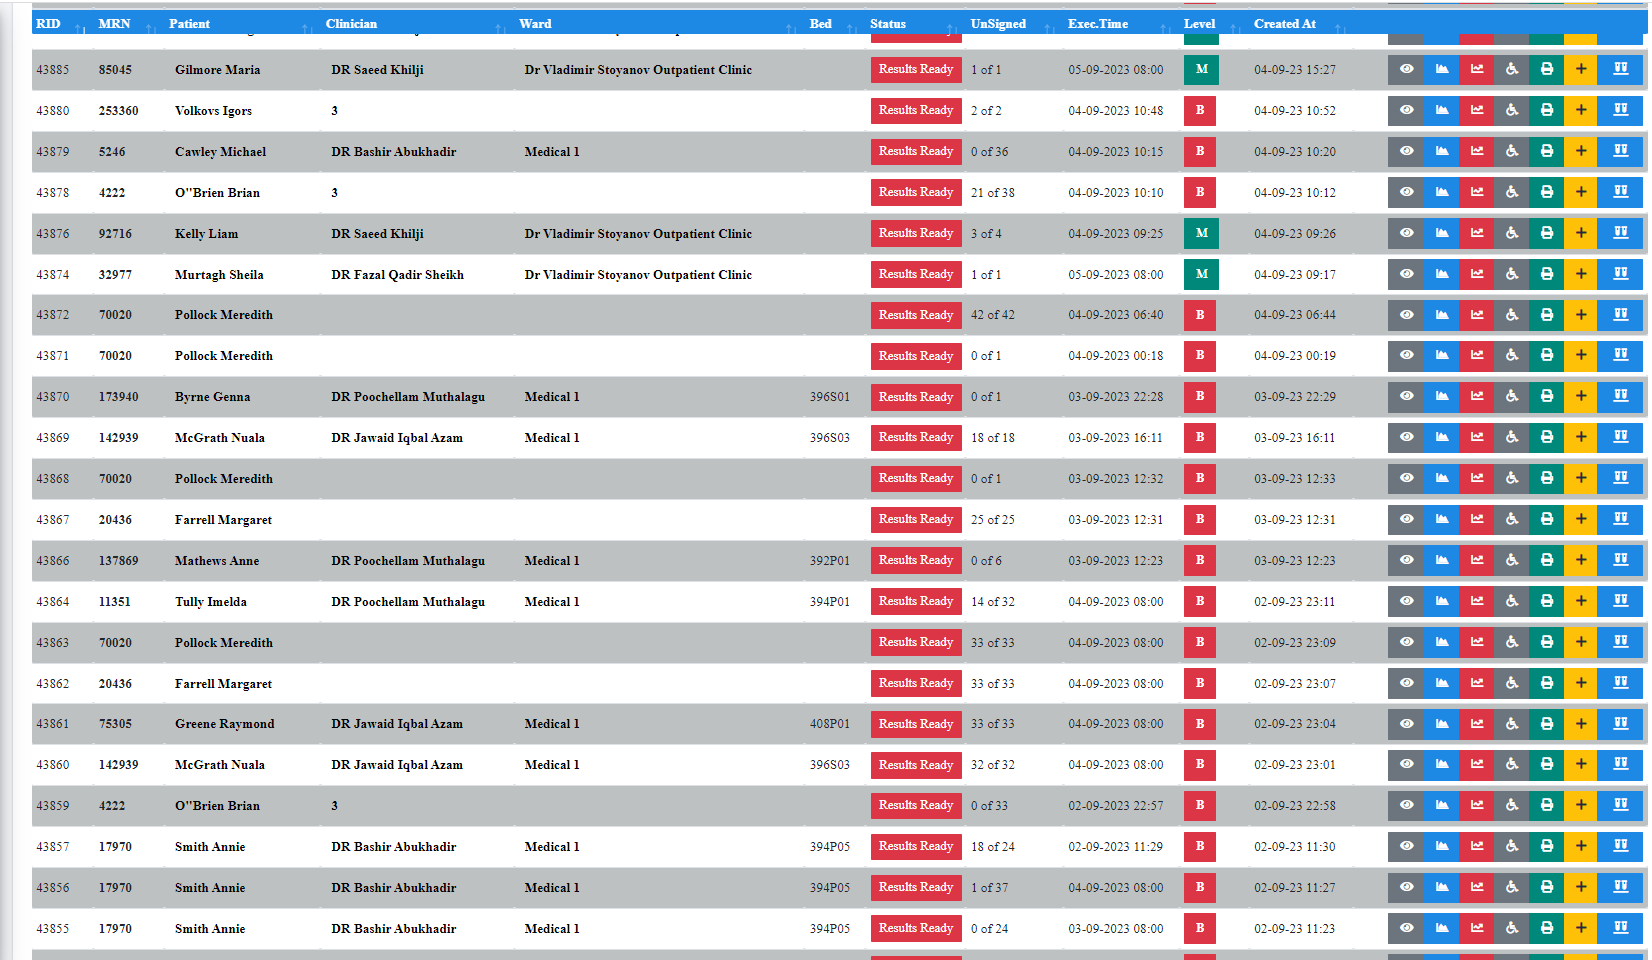 RID MRN Patient Clinician Ward Bed Status UnSigned Exec.Time Level Created At
43885 85045 Gilmore Maria DR Saeed Khilji Dr Vladimir Stoyanov Outpatient Clinic Results Ready 1 of 1 05-09-2023 08:00 M 04-09-23 15:27
43880 253360 Volkovs Igors 3 Results Ready 2 of 2 04-09-2023 10:48 B 04-09-23 10:52
43879 5246 Cawley Michael DR Bashir Abukhadir Medical 1 Results Ready 0 of 36 04-09-2023 10:15 B 04-09-23 10:20
43878 4222 O"Brien Brian 3 Results Ready 21 of 38 04-09-2023 10:10 B 04-09-23 10:12
43876 92716 Kelly Liam DR Saeed Khilji Dr Vladimir Stoyanov Outpatient Clinic Results Ready 3 of 4 04-09-2023 09:25 M 04-09-23 09:26
43874 32977 Murtagh Sheila DR Fazal Qadir Sheikh Dr Vladimir Stoyanov Outpatient Clinic Results Ready 1 of 1 05-09-2023 08:00 M 04-09-23 09:17
43872 70020 Pollock Meredith Results Ready 42 of 42 04-09-2023 06:40 B 04-09-23 06:44
43871 70020 Pollock Meredith Results Ready 0 of 1 04-09-2023 00:18 B 04-09-23 00:19
43870 173940 Byrne Genna DR Poochellam Muthalagu Medical 1 396S01 Results Ready 0 of 1 03-09-2023 22:28 B 03-09-23 22:29
43869 142939 McGrath Nuala DR Jawaid Iqbal Azam Medical 1 396S03 Results Ready 18 of 18 03-09-2023 16:11 B 03-09-23 16:11
43868 70020 Pollock Meredith Results Ready 0 of 1 03-09-2023 12:32 B 03-09-23 12:33
43867 20436 Farrell Margaret Results Ready 25 of 25 03-09-2023 12:31 B 03-09-23 12:31
43866 137869 Mathews Anne DR Poochellam Muthalagu Medical 1 392P01 Results Ready 0 of 6 03-09-2023 12:23 B 03-09-23 12:23
43864 11351 Tully Imelda DR Poochellam Muthalagu Medical 1 394P01 Results Ready 14 of 32 04-09-2023 08:00 B 02-09-23 23:11
43863 70020 Pollock Meredith Results Ready 33 of 33 04-09-2023 08:00 B 02-09-23 23:09
43862 20436 Farrell Margaret Results Ready 33 of 33 04-09-2023 08:00 B 02-09-23 23:07
43861 75305 Greene Raymond DR Jawaid Iqbal Azam Medical 1 408P01 Results Ready 33 of 33 04-09-2023 08:00 B 02-09-23 23:04
43860 142939 McGrath Nuala DR Jawaid Iqbal Azam Medical 1 396S03 Results Ready 32 of 32 04-09-2023 08:00 B 02-09-23 23:01
43859 4222 O"Brien Brian 3 Results Ready 0 of 33 02-09-2023 22:57 B 02-09-23 22:58
43857 17970 Smith Annie DR Bashir Abukhadir Medical 1 394P05 Results Ready 18 of 24 02-09-2023 11:29 B 02-09-23 11:30
43856 17970 Smith Annie DR Bashir Abukhadir Medical 1 394P05 Results Ready 1 of 37 04-09-2023 08:00 B 02-09-23 11:27
43855 17970 Smith Annie DR Bashir Abukhadir Medical 1 394P05 Results Ready 0 of 24 03-09-2023 08:00 B 02-09-23 11:23